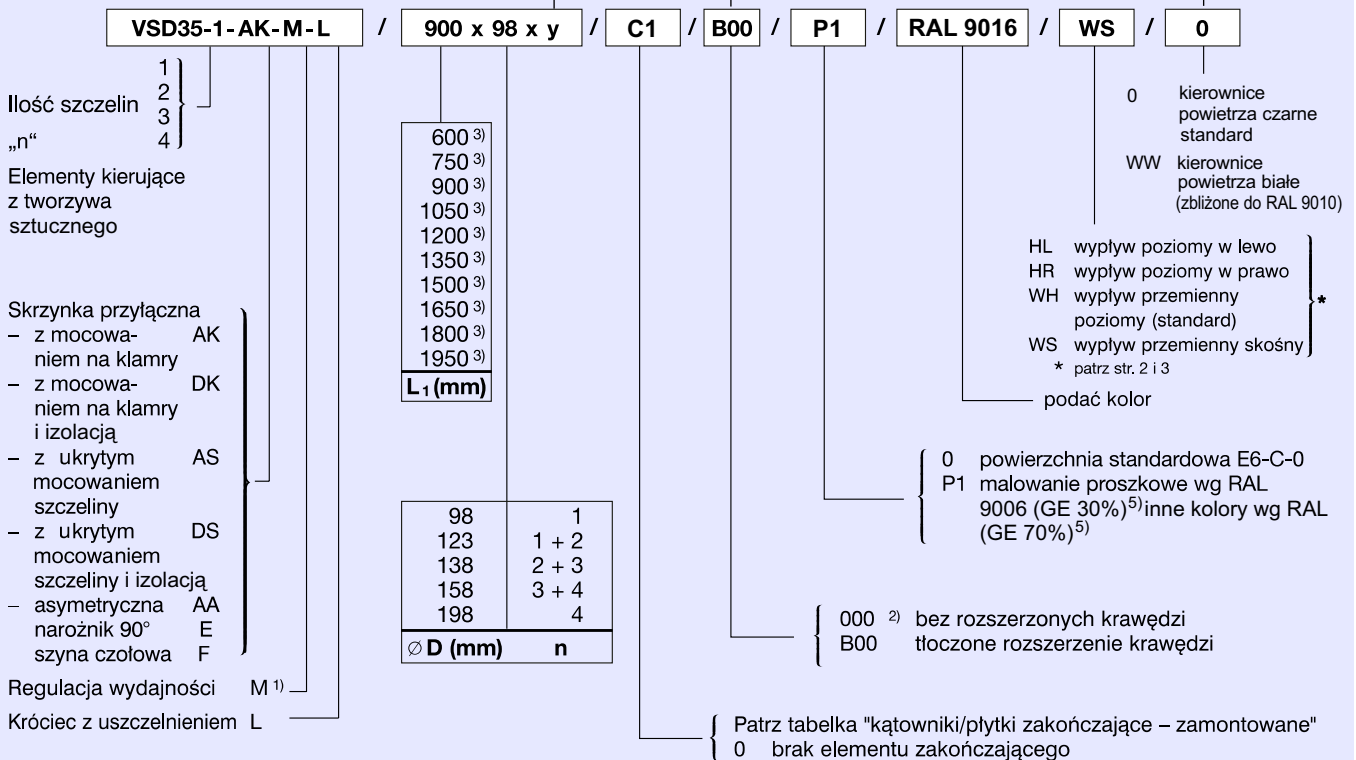 VSD35-1-AK-M-L / 900 x 98 x y / C1 / B00 / P1 / RAL 9016 / WS / 0
Ilość szczelin
„n“
1
2
3
4
Elementy kierujące
z tworzywa
sztucznego
Skrzynka przyłączna
– z mocowa- AK
niem na klamry
– z mocowa- DK
niem na klamry
i izolacją
– z ukrytym AS
mocowaniem
szczeliny
– z ukrytym DS
mocowaniem
szczeliny i izolacją
– asymetryczna AA
narożnik 90° E
szyna czołowa F
Regulacja wydajności M 1)
Króciec z uszczelnieniem L
600 3)
750 3)
900 3)
1050 3)
1200 3)
1350 3)
1500 3)
1650 3)
1800 3)
1950 3)
L1 (mm)
98 1
123 1 + 2
138 2 + 3
158 3 + 4
198 4
∅ D (mm) n
0 kierownice
powietrza czarne
standard
WW kierownice
powietrza białe
(zbliżone do RAL 9010)
HL wypływ poziomy w lewo
HR wypływ poziomy w prawo
WH wypływ przemienny
poziomy (standard)
WS wypływ przemienny skośny
*
* patrz str. 2 i 3
podać kolor
0 powierzchnia standardowa E6-C-0
P1 malowanie proszkowe wg RAL
9006 (GE 30%)5) inne kolory wg RAL
(GE 70%)5)
000 2) bez rozszerzonych krawędzi
B00 tłoczone rozszerzenie krawędzi
Patrz tabelka "kątowniki/płytki zakończające – zamontowane"
0 brak elementu zakończającego